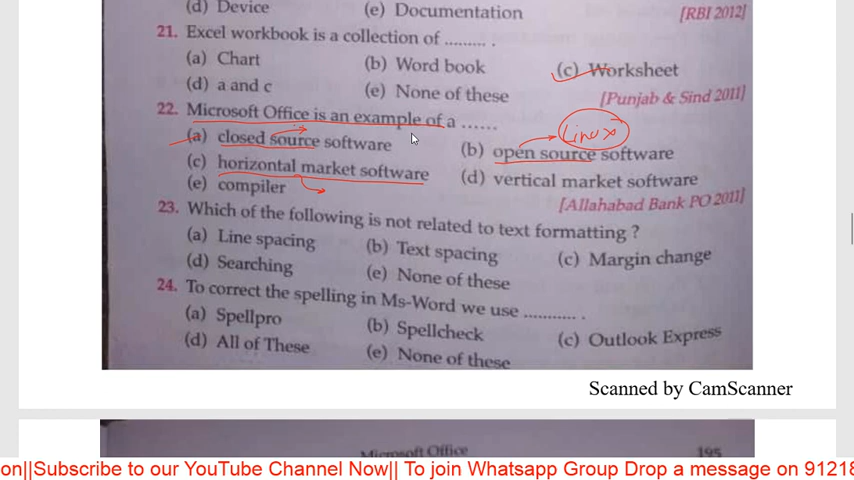 (d) Device (e) Documentation [RBI 2012]
21. Excel workbook is a collection of ......... .
(a) Chart (b) Word book (c) Worksheet
(d) a and c (e) None of these [Punjab & Sind 2011]
22. Microsoft Office is an example of a ......
(a) closed source software (b) open source software Linux
(c) horizontal market software (d) vertical market software
(e) compiler [Allahabad Bank PO 2011]
23. Which of the following is not related to text formatting ?
(a) Line spacing (b) Text spacing (c) Margin change
(d) Searching (e) None of these
24. To correct the spelling in Ms-Word we use ........... .
(a) Spellpro (b) Spellcheck (c) Outlook Express
(d) All of These (e) None of these
Scanned by CamScanner
Microsoft Office 195
on||Subscribe to our YouTube Channel Now|| To join Whatsapp Group Drop a message on 91218